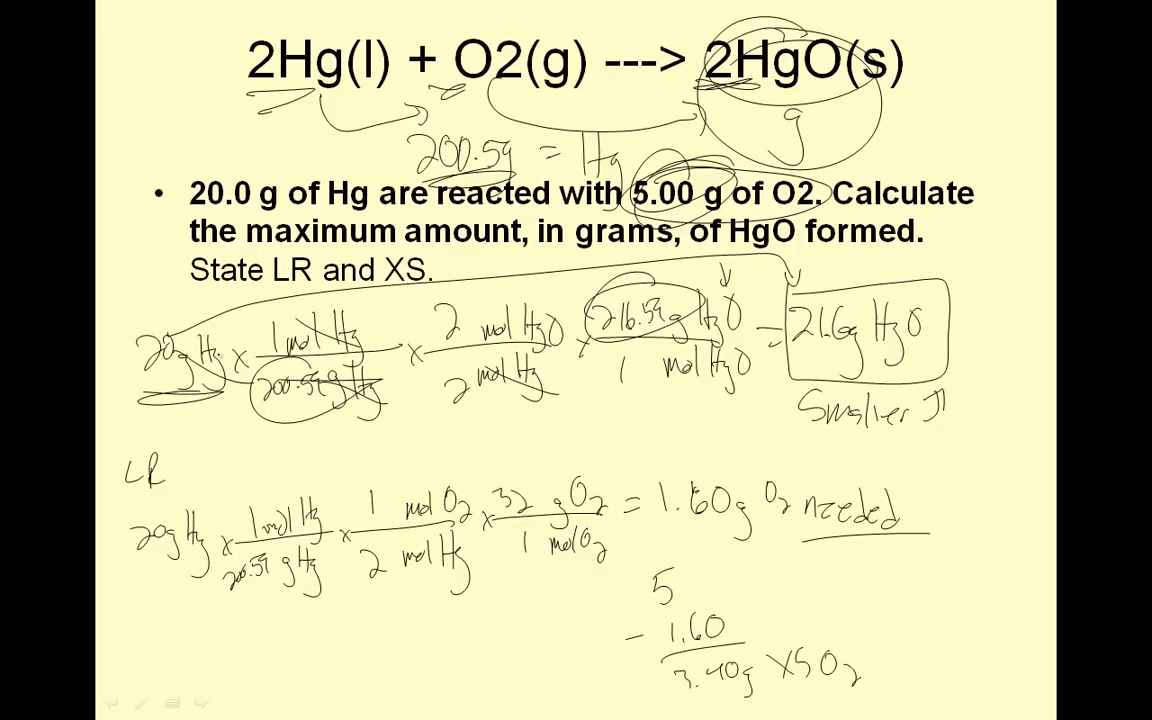 2Hg(l) + O2(g) ---> 2HgO(s)
g
200.59 = Hg
• 20.0 g of Hg are reacted with 5.00 g of O2. Calculate
the maximum amount, in grams, of HgO formed.
State LR and XS.
20g Hg x 1 mol Hg / 200.59 g Hg x 2 mol HgO / 2 mol Hg x 216.59g HgO / 1 mol HgO = 21.6g HgO
Smaller
LR
20g Hg x 1 mol Hg / 200.59 g Hg x 1 mol O2 / 2 mol Hg x 32 g O2 / 1 mol O2 = 1.60g O2 needed
5
- 1.60
3.40g XS O2